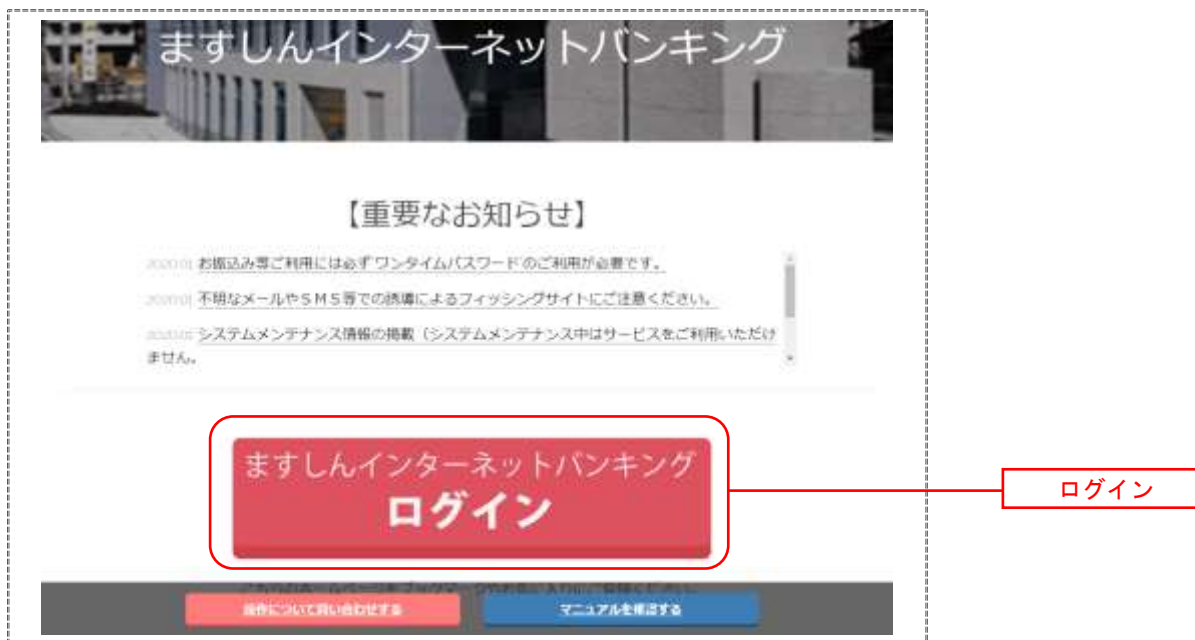 ますしんインターネットバンキング
【重要なお知らせ】
2020.01 お振込み等ご利用には必ず'ワンタイムパスワード'のご利用が必要です。
2020.01 不明なメールやSMS等での誘導によるフィッシングサイトにご注意ください。
システムメンテナンス情報の掲載（システムメンテナンス中はサービスをご利用いただけ
ません。
ますしんインターネットバンキング
ログイン
ログイン
操作について問い合わせする
マニュアルを確認する